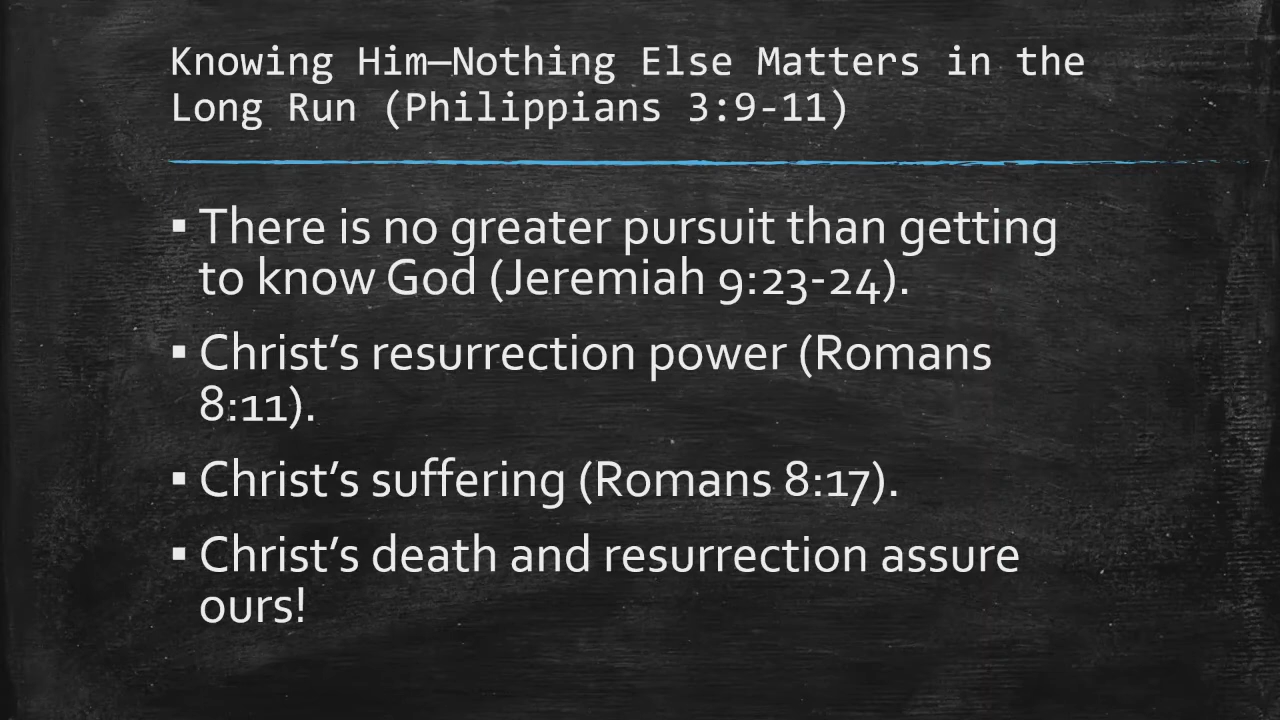 Knowing Him—Nothing Else Matters in the
Long Run (Philippians 3:9-11)
▪ There is no greater pursuit than getting
to know God (Jeremiah 9:23-24).
▪ Christ’s resurrection power (Romans
8:11).
▪ Christ’s suffering (Romans 8:17).
▪ Christ’s death and resurrection assure
ours!